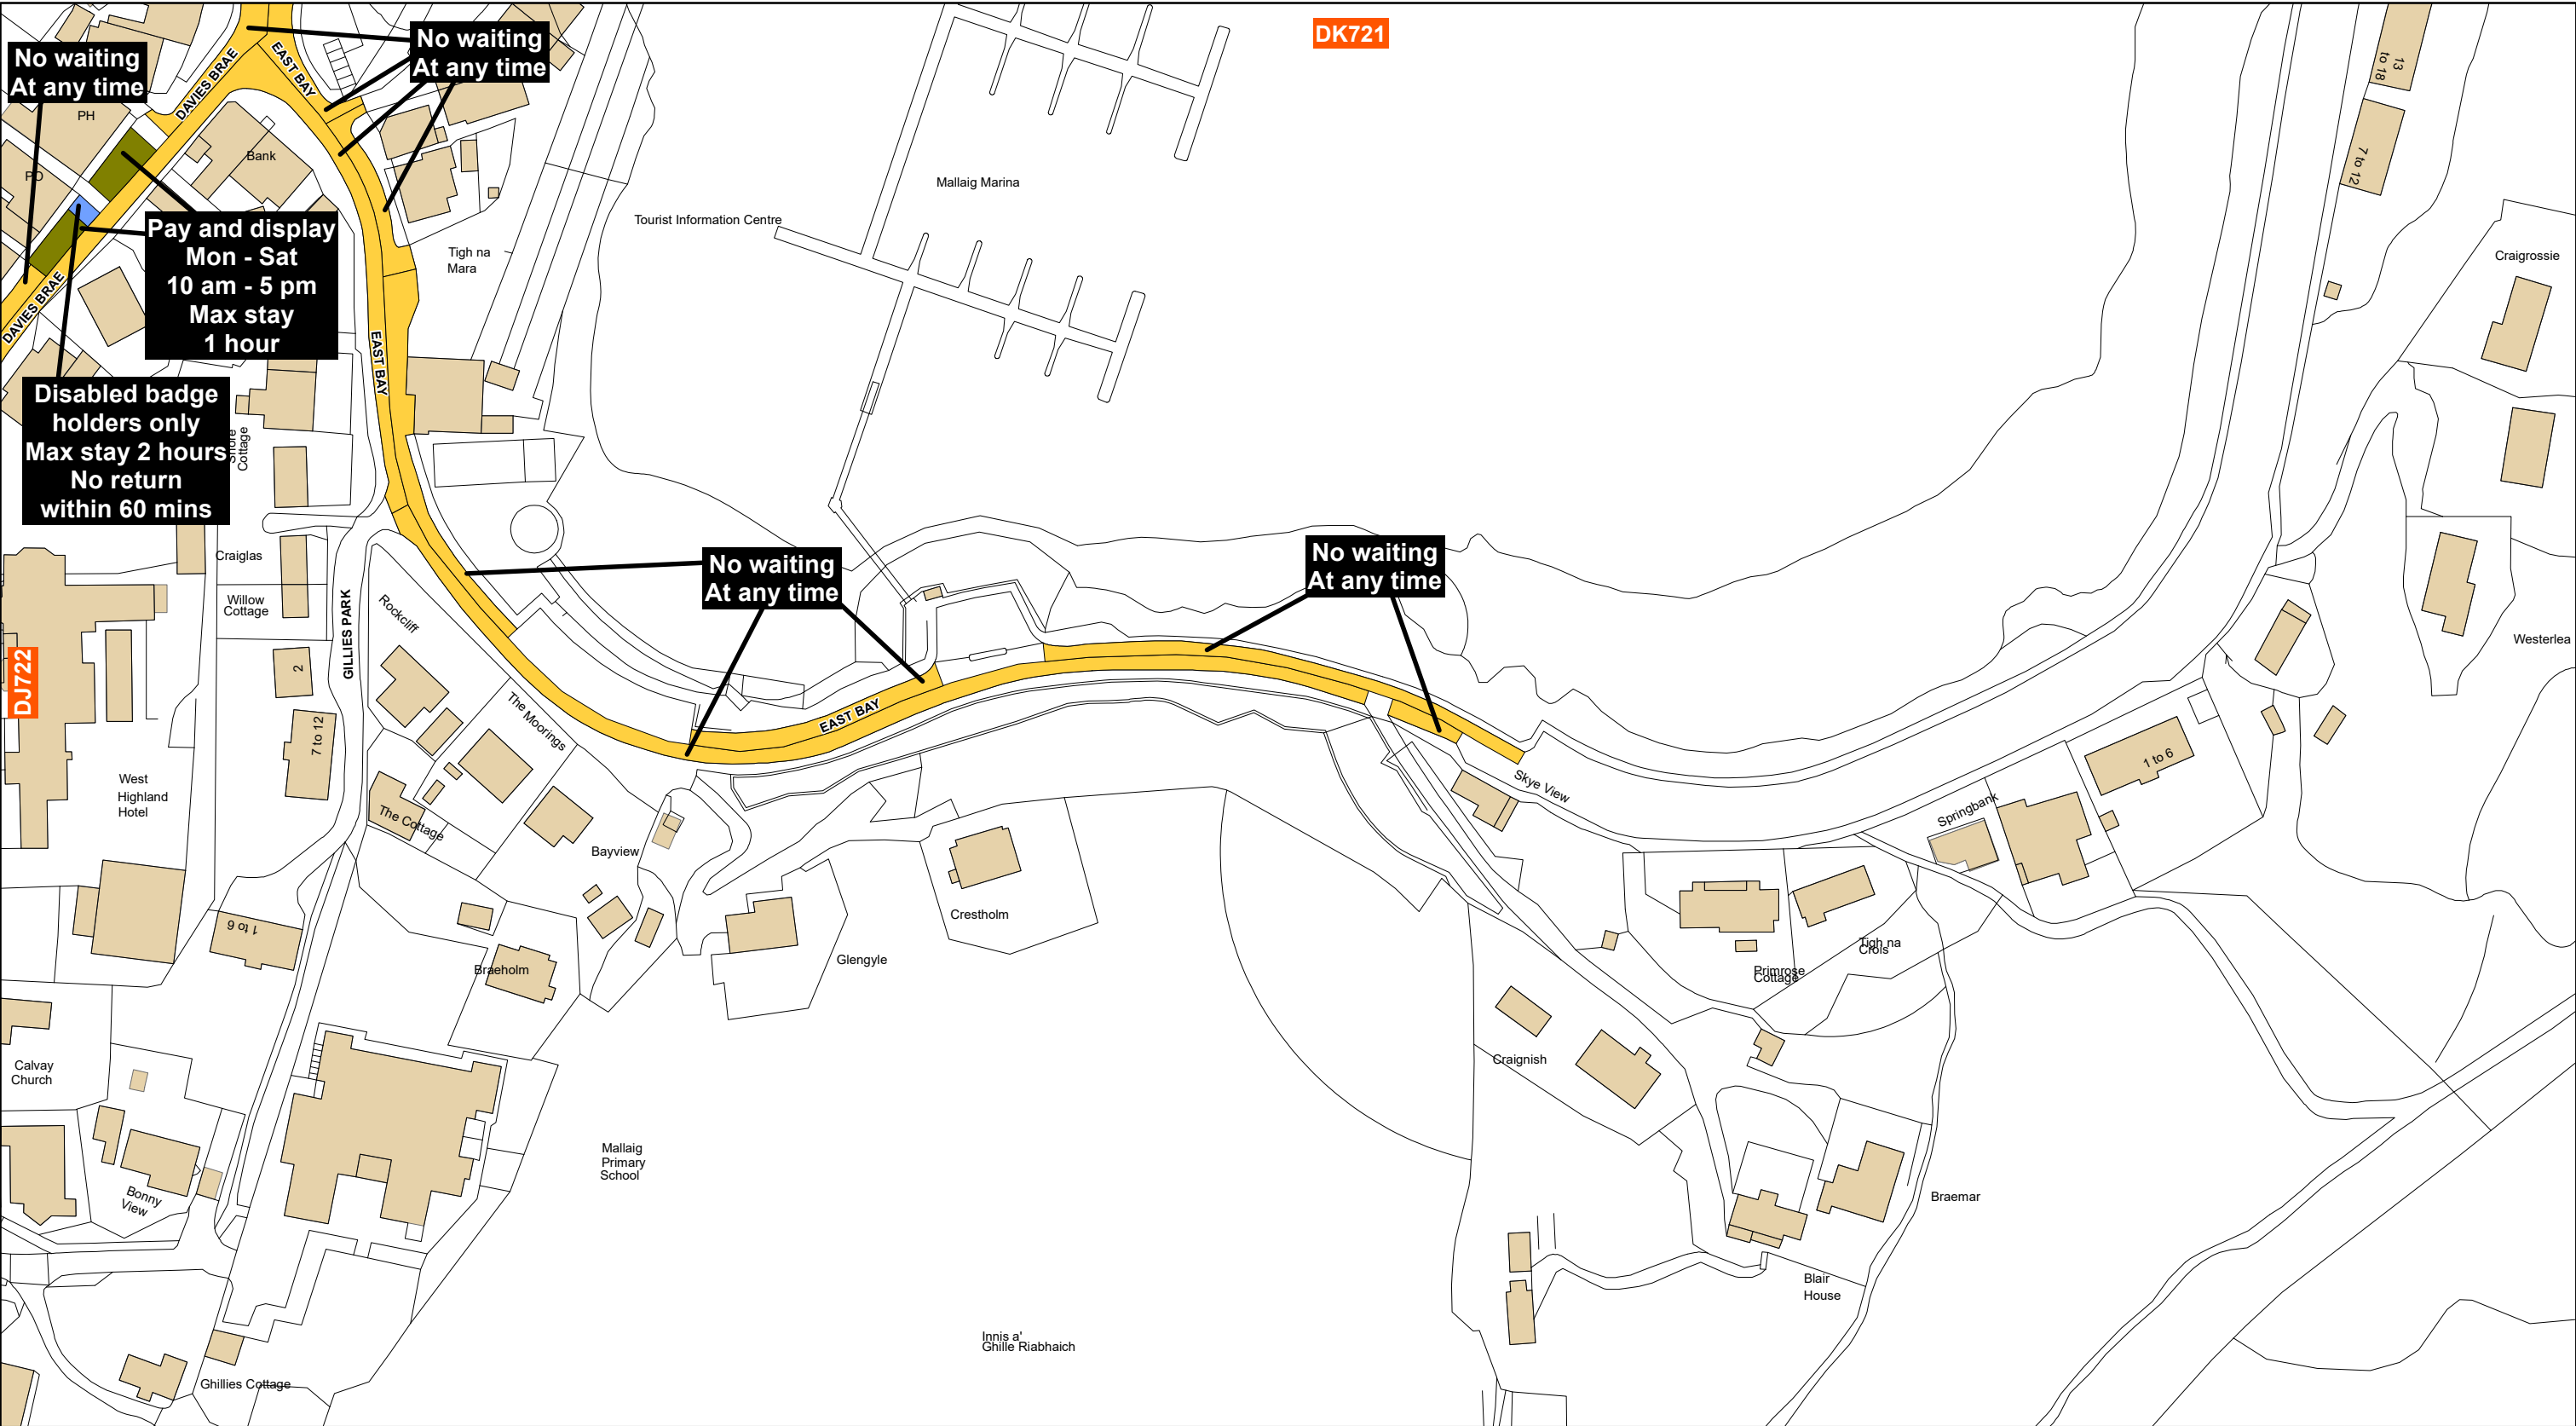 DK721
No waiting
At any time
No waiting
At any time
DAVIES BRAE
EAST BAY
PH
Bank
PO
Pay and display
Mon - Sat
10 am - 5 pm
Max stay
1 hour
DAVIES BRAE
Disabled badge
holders only
Max stay 2 hours
No return
within 60 mins
EAST BAY
Tigh na
Mara
Tourist Information Centre
Mallaig Marina
13
to 18
7 to 12
Craigrossie
Cottage
Craiglas
Willow
Cottage
2
GILLIES PARK
Rockcliff
DJ722
No waiting
At any time
No waiting
At any time
EAST BAY
Westerlea
The Moorings
7 to 12
West
Highland
Hotel
The Cottage
Bayview
Skye View
1 to 6
Springbank
1 to 6
Crestholm
Glengyle
Braeholm
Tigh na
Crois
Primrose
Cottage
Calvay
Church
Craignish
Mallaig
Primary
School
Bonny
View
Braemar
Blair
House
Innis a'
Ghille Riabhaich
Ghillies Cottage